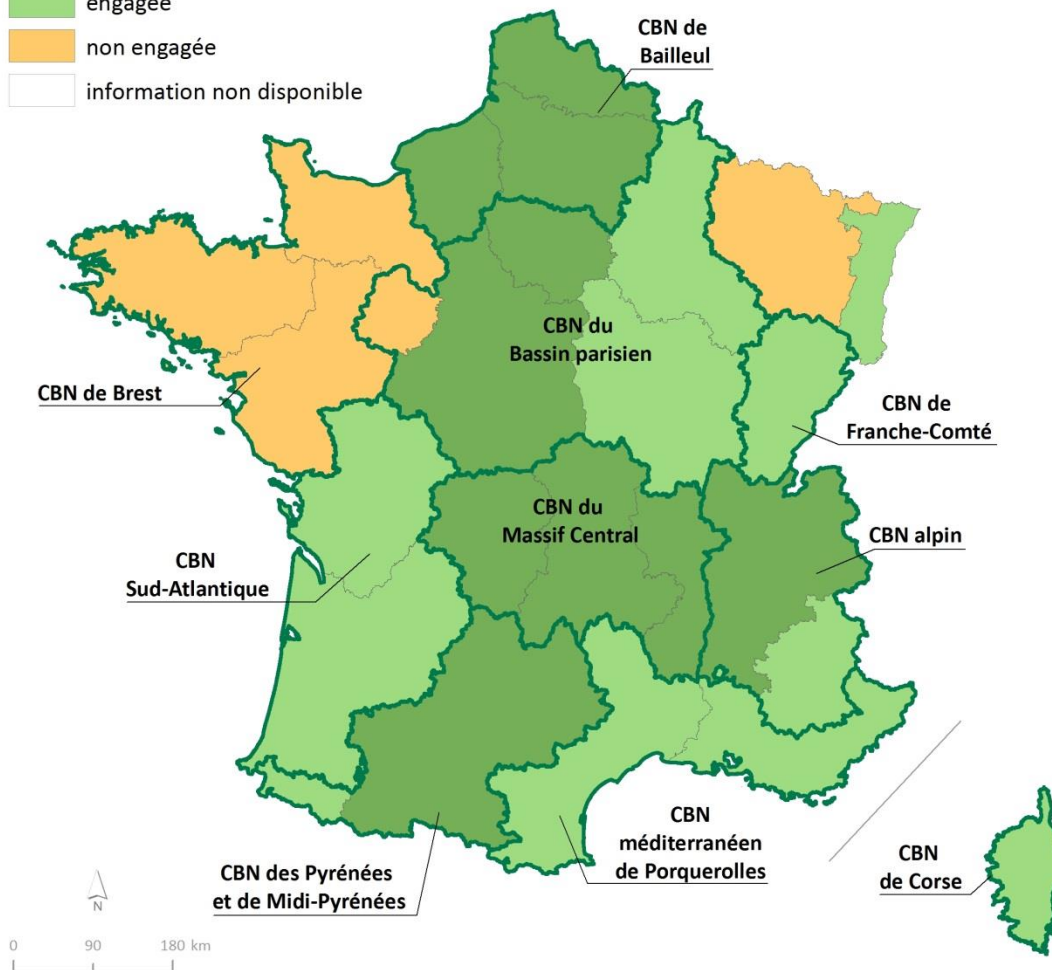 engagée
non engagée
information non disponible
CBN de
Bailleul
CBN du
Bassin parisien
CBN de Brest
CBN de
Franche-Comté
CBN du
Massif Central
CBN alpin
CBN
Sud-Atlantique
CBN
méditerranéen
de Porquerolles
CBN
de Corse
CBN des Pyrénées
et de Midi-Pyrénées
N
0 90 180 km